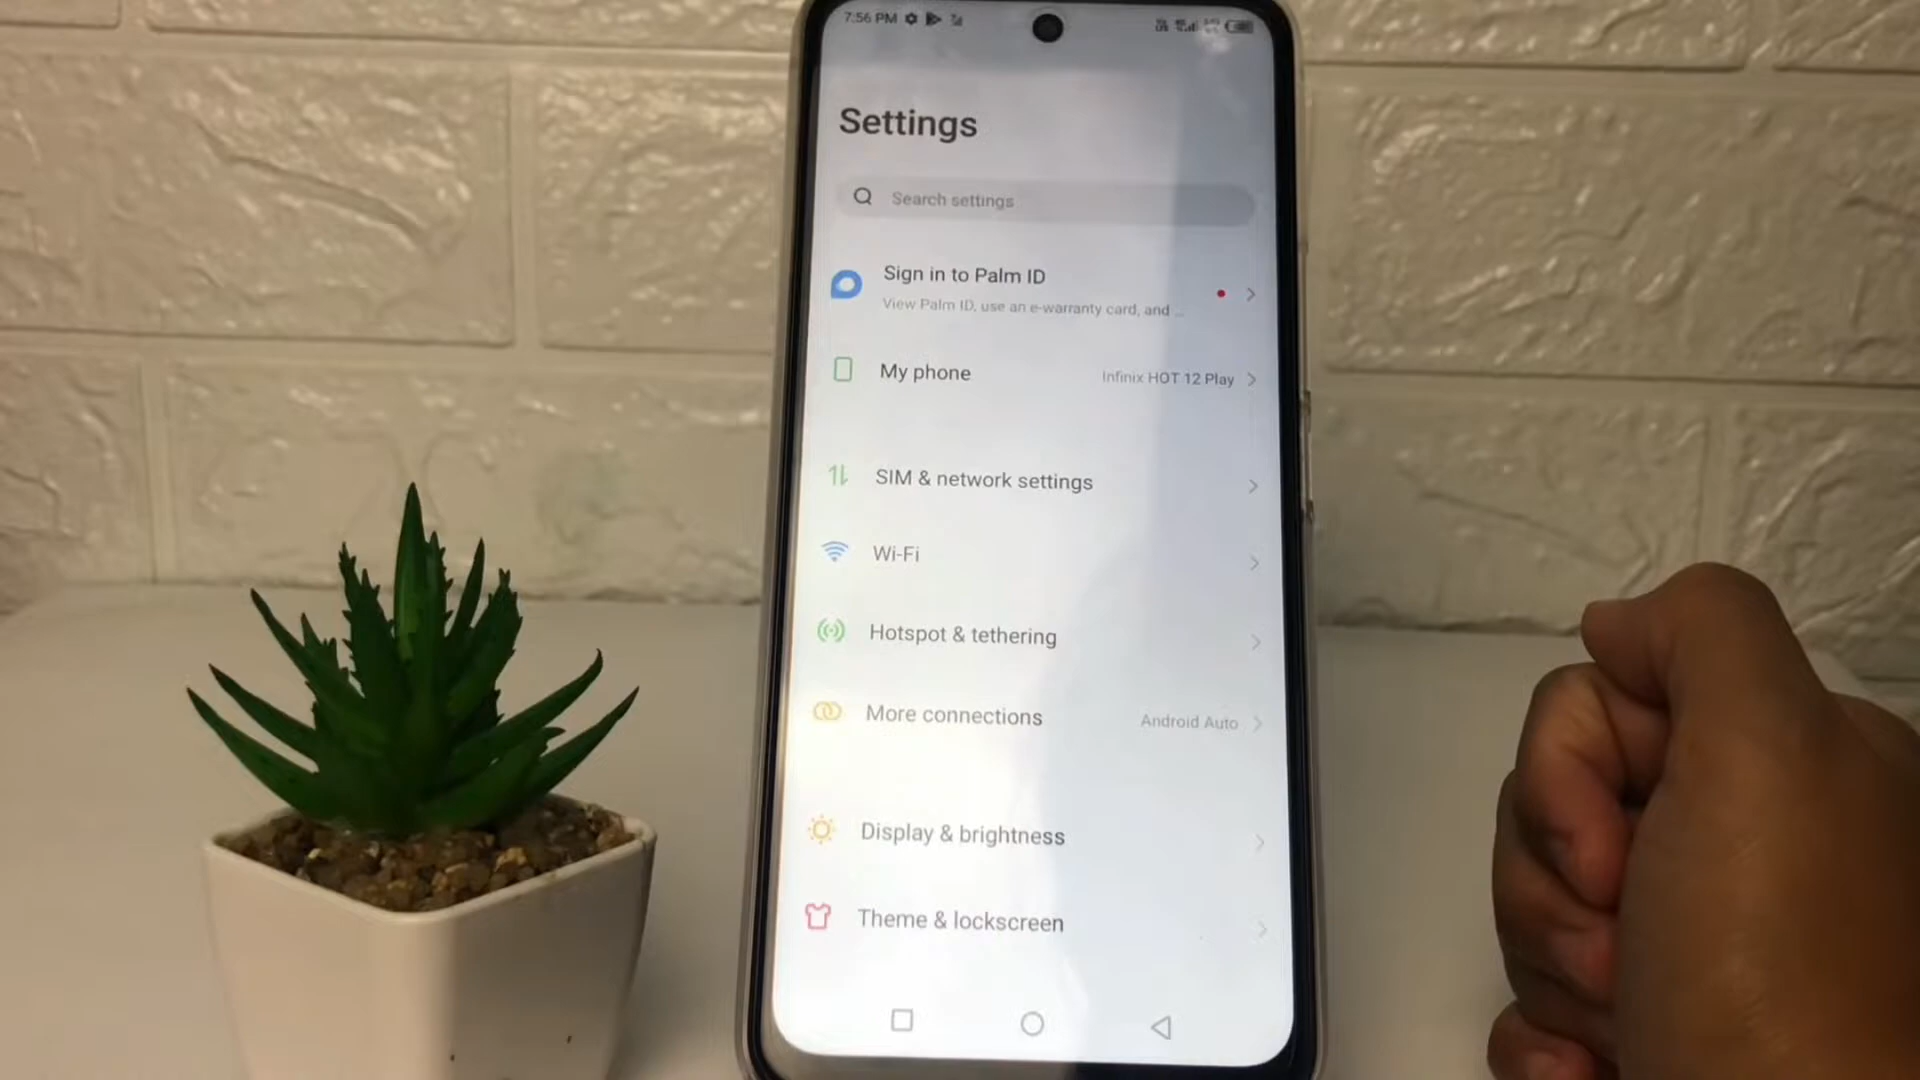 7:56 PM
Settings
Search settings
Sign in to Palm ID
View Palm ID, use an e-warranty card, and ...
My phone
Infinix HOT 12 Play
SIM & network settings
Wi-Fi
Hotspot & tethering
More connections
Android Auto
Display & brightness
Theme & lockscreen